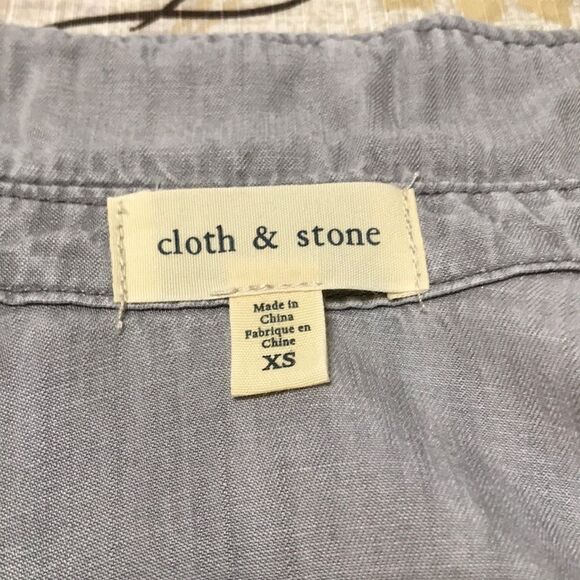 cloth & stone
Made in
China
Fabrique en
Chine
XS